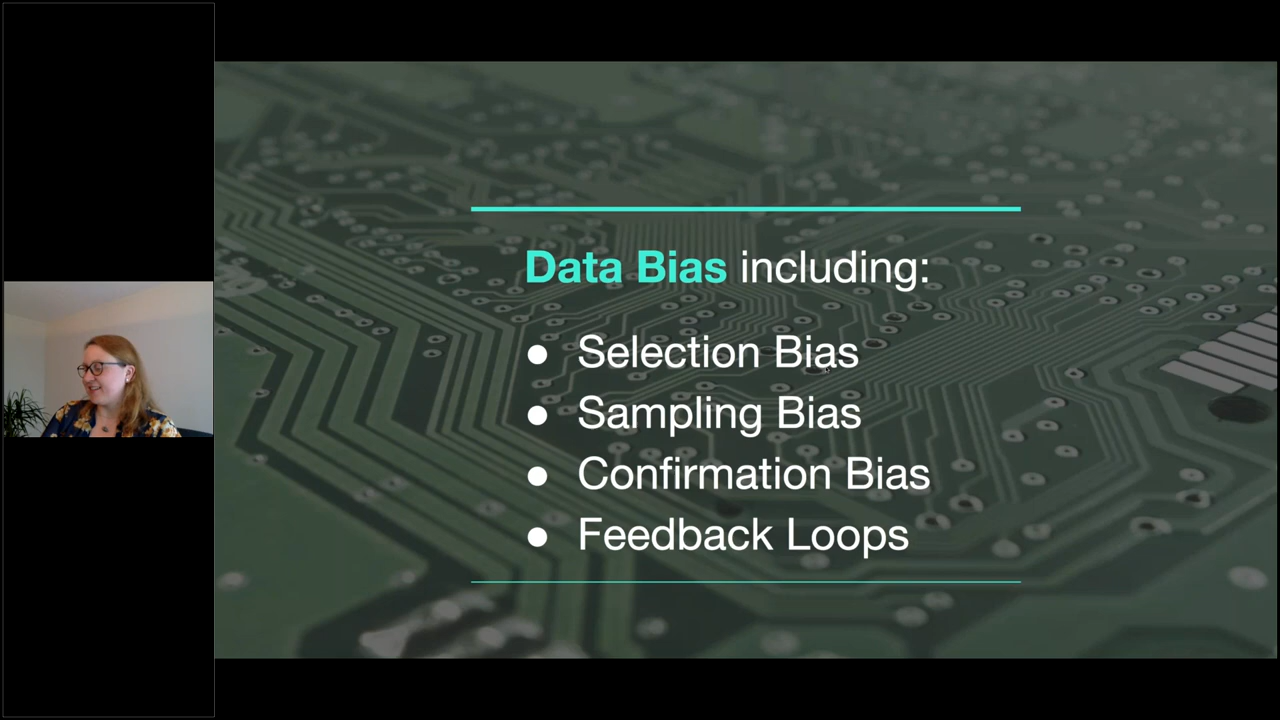 Data Bias including:
● Selection Bias
● Sampling Bias
● Confirmation Bias
● Feedback Loops